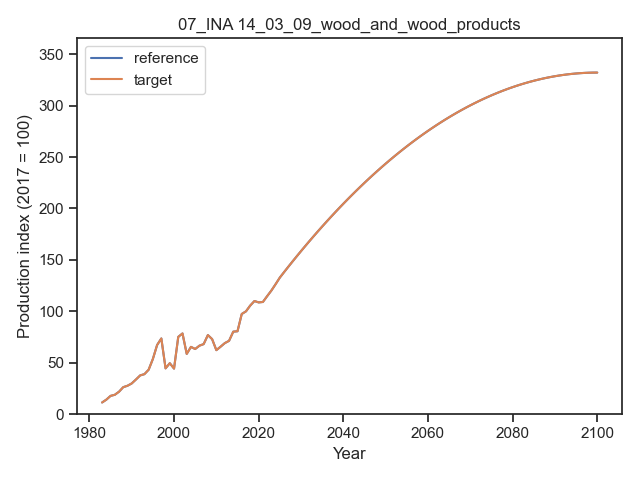 07_INA 14_03_09_wood_and_wood_products
reference
target
Production index (2017 = 100)
350
300
250
200
150
100
50
0
1980 2000 2020 2040 2060 2080 2100
Year